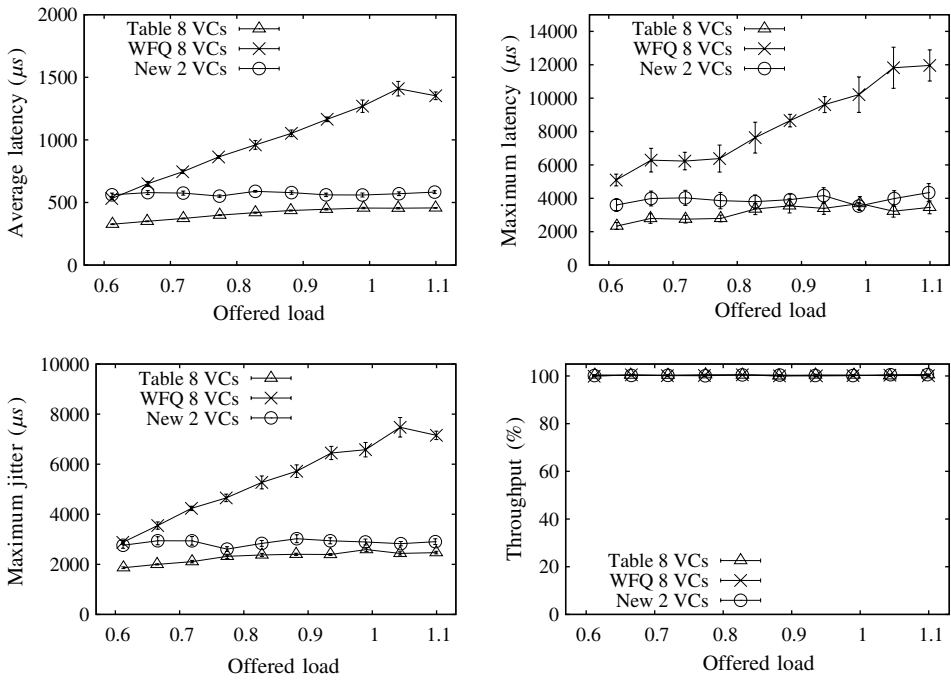 Average latency (µs)
2000
1500
1000
500
0
Table 8 VCs
WFQ 8 VCs
New 2 VCs
0.6 0.7 0.8 0.9 1 1.1
Offered load
Maximum latency (µs)
14000
12000
10000
8000
6000
4000
2000
0
Table 8 VCs
WFQ 8 VCs
New 2 VCs
0.6 0.7 0.8 0.9 1 1.1
Offered load
Maximum jitter (µs)
10000
8000
6000
4000
2000
0
Table 8 VCs
WFQ 8 VCs
New 2 VCs
0.6 0.7 0.8 0.9 1 1.1
Offered load
Throughput (%)
100
80
60
40
20
0
Table 8 VCs
WFQ 8 VCs
New 2 VCs
0.6 0.7 0.8 0.9 1 1.1
Offered load